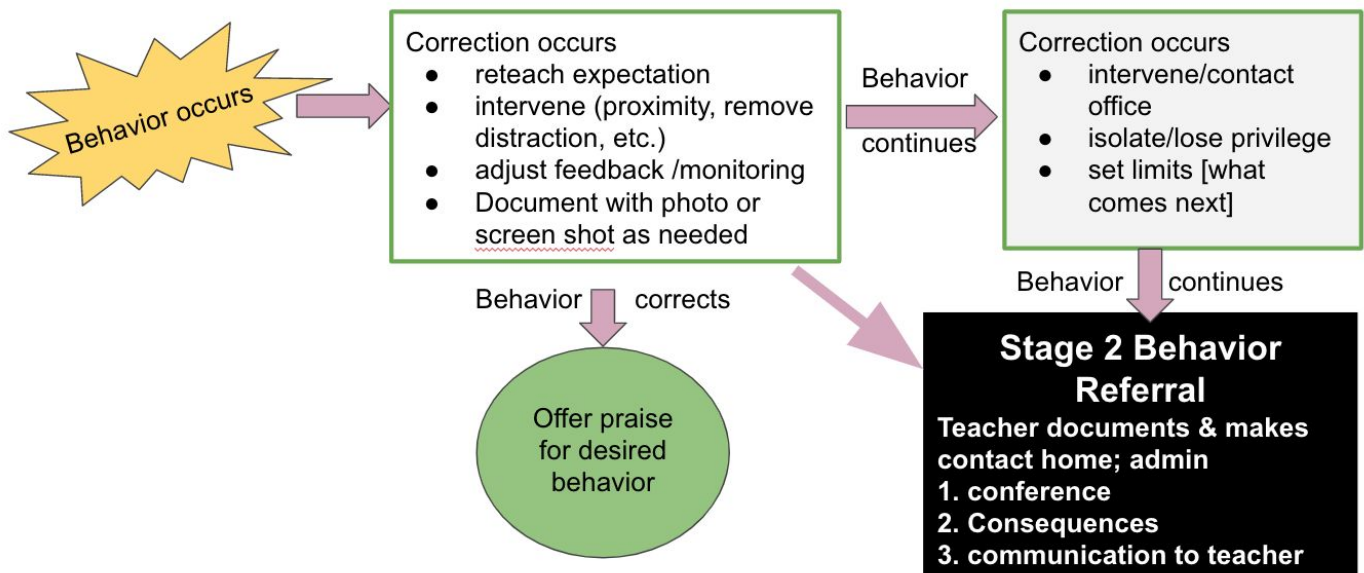 Behavior occurs
Correction occurs
● reteach expectation
● intervene (proximity, remove
distraction, etc.)
● adjust feedback /monitoring
● Document with photo or
screen shot as needed
Behavior
continues
Correction occurs
● intervene/contact
office
● isolate/lose privilege
● set limits [what
comes next]
Behavior corrects
Offer praise
for desired
behavior
Behavior continues
Stage 2 Behavior
Referral
Teacher documents & makes
contact home; admin
1. conference
2. Consequences
3. communication to teacher